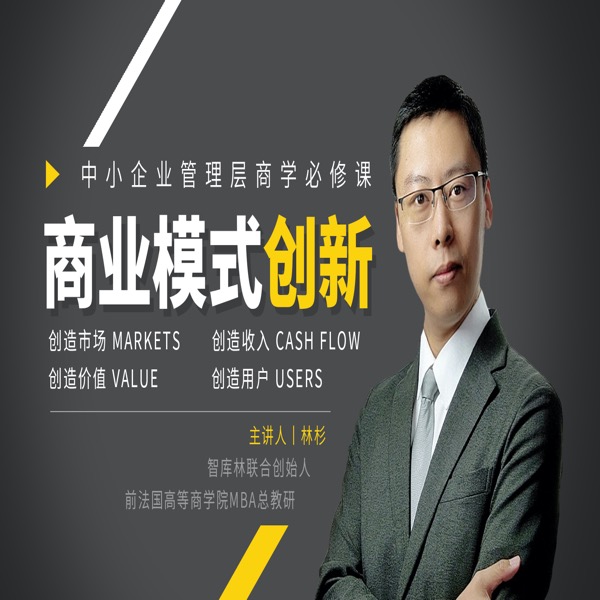 中小企业管理层商学必修课
商业模式创新
创造市场 MARKETS 创造收入 CASH FLOW
创造价值 VALUE 创造用户 USERS
主讲人丨林杉
智库林联合创始人
前法国高等商学院MBA总教研